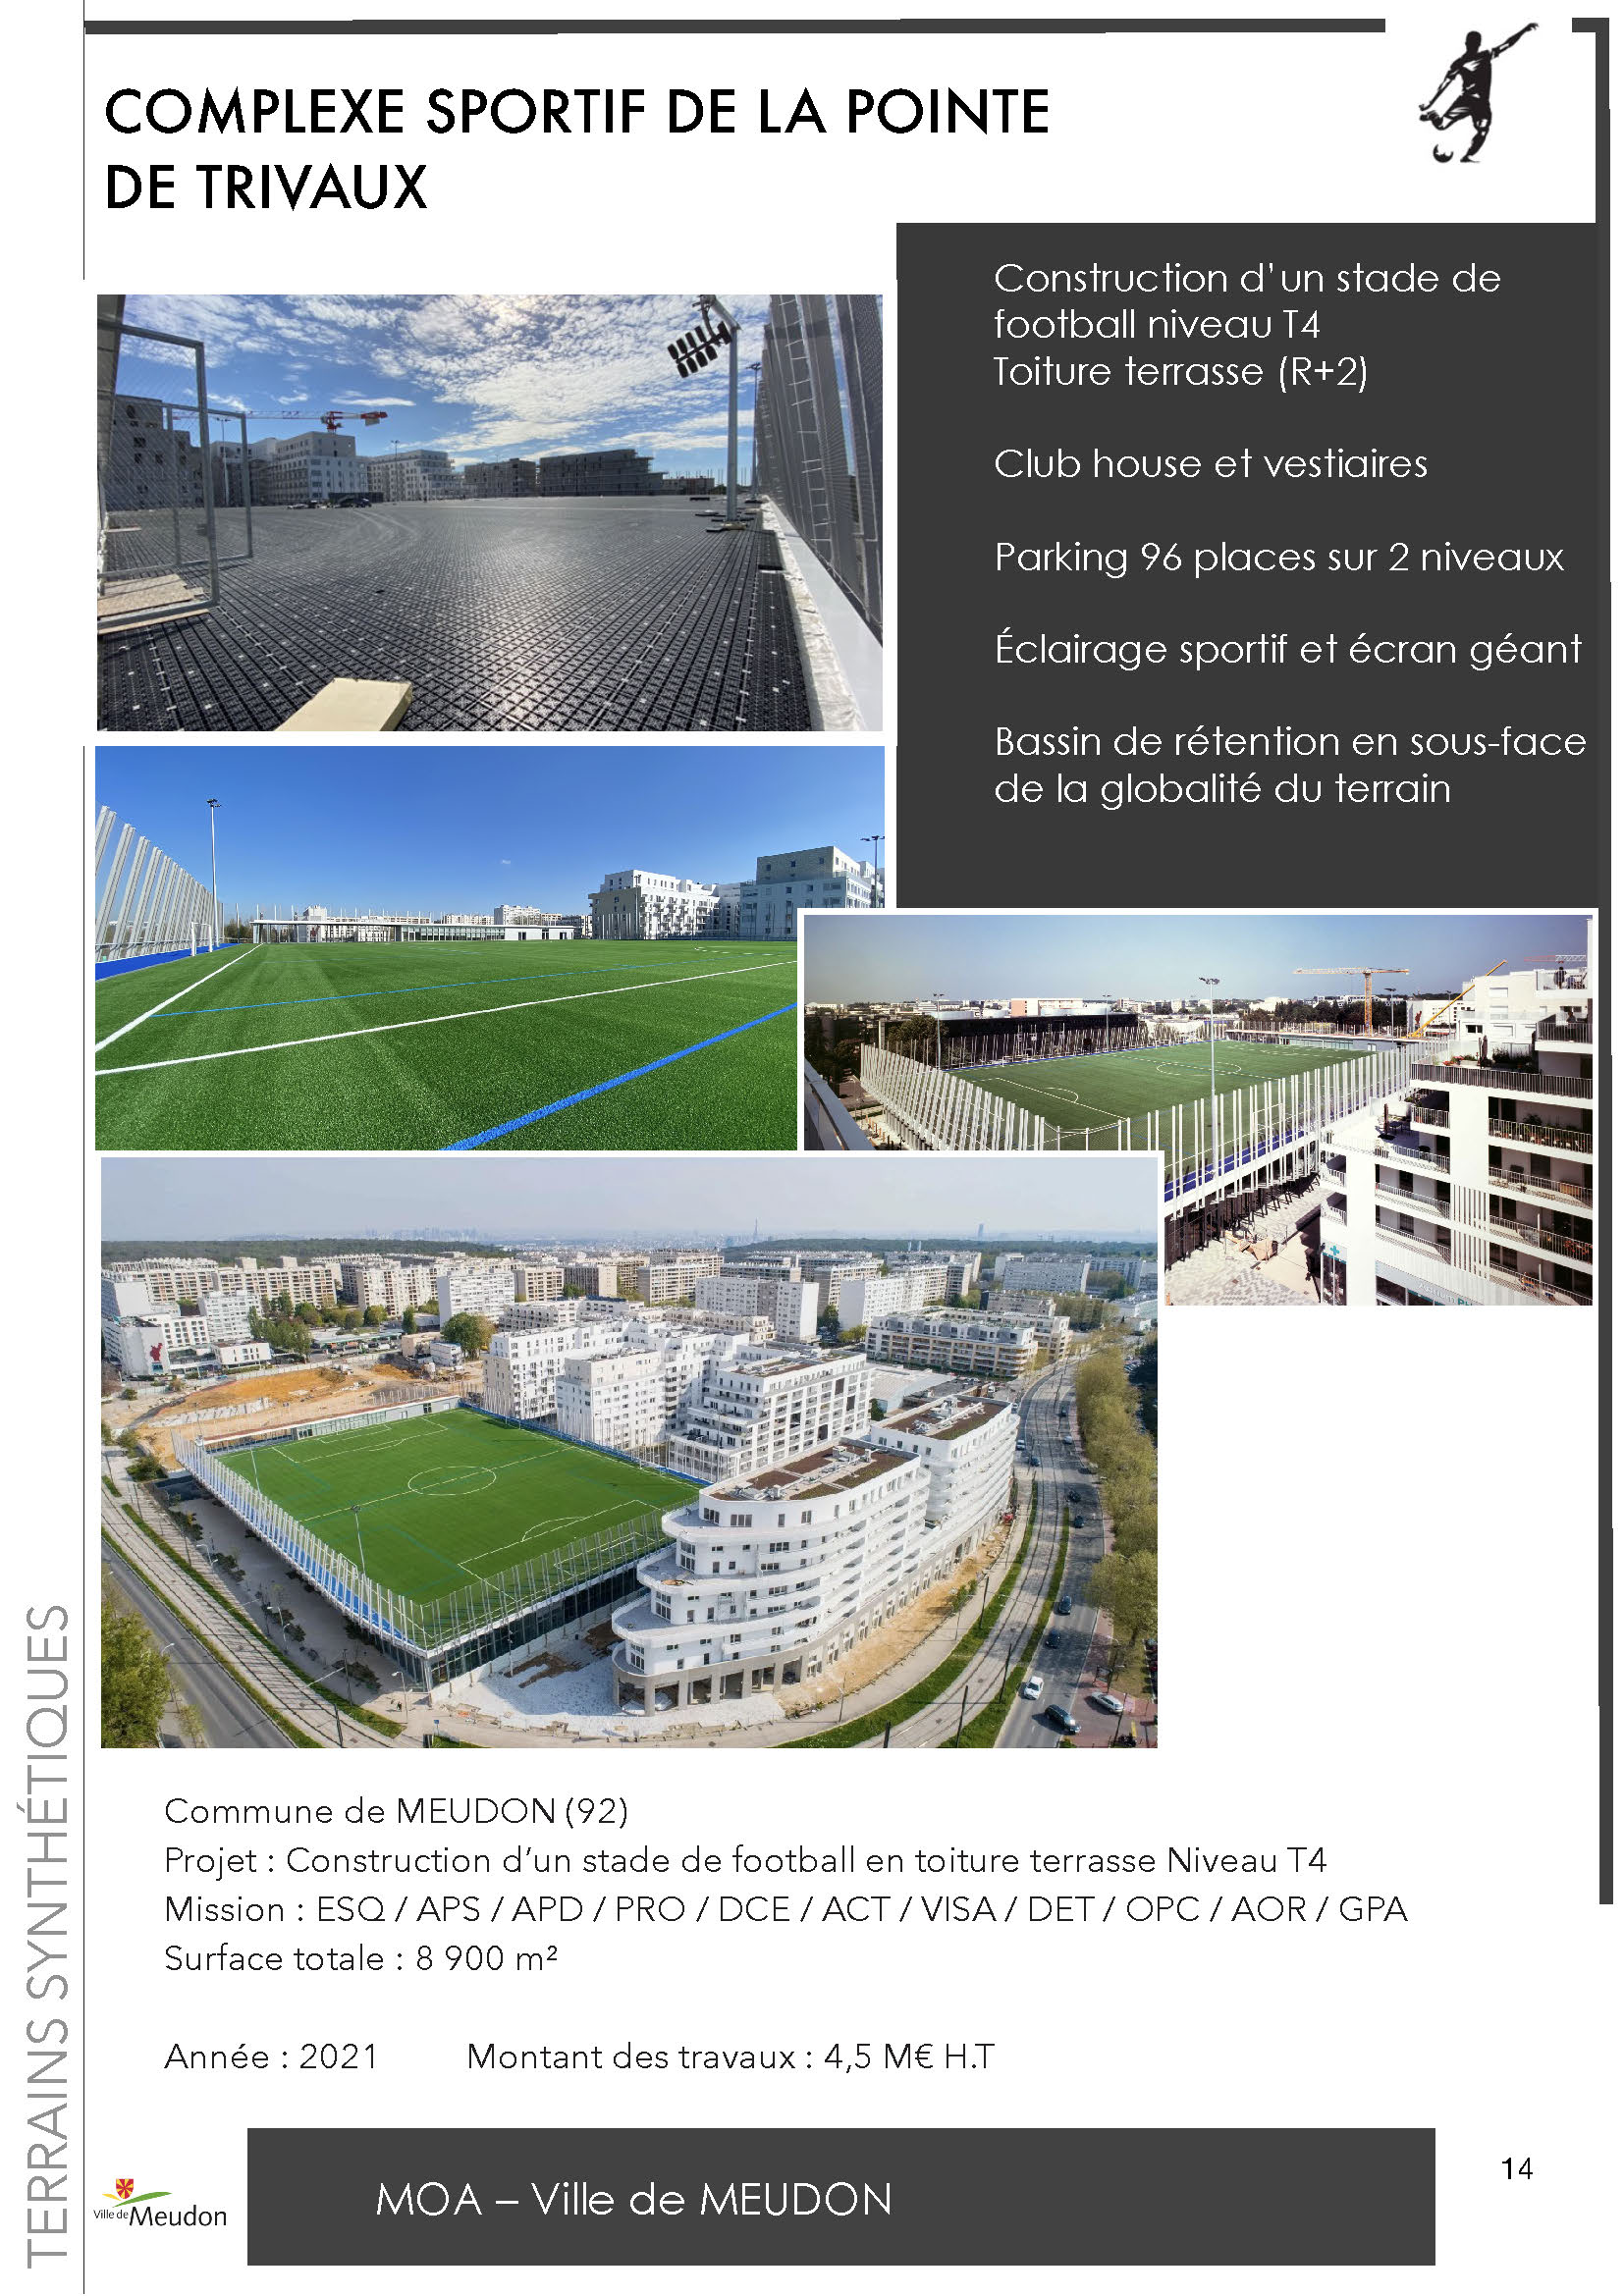 COMPLEXE SPORTIF DE LA POINTE
DE TRIVAUX
Construction d’un stade de
football niveau T4
Toiture terrasse (R+2)
Club house et vestiaires
Parking 96 places sur 2 niveaux
Éclairage sportif et écran géant
Bassin de rétention en sous-face
de la globalité du terrain
Commune de MEUDON (92)
Projet : Construction d’un stade de football en toiture terrasse Niveau T4
Mission : ESQ / APS / APD / PRO / DCE / ACT / VISA / DET / OPC / AOR / GPA
Surface totale : 8 900 m²
Année : 2021 Montant des travaux : 4,5 M€ H.T
TERRAINS SYNTHÉTIQUES
Ville de Meudon
MOA – Ville de MEUDON
14